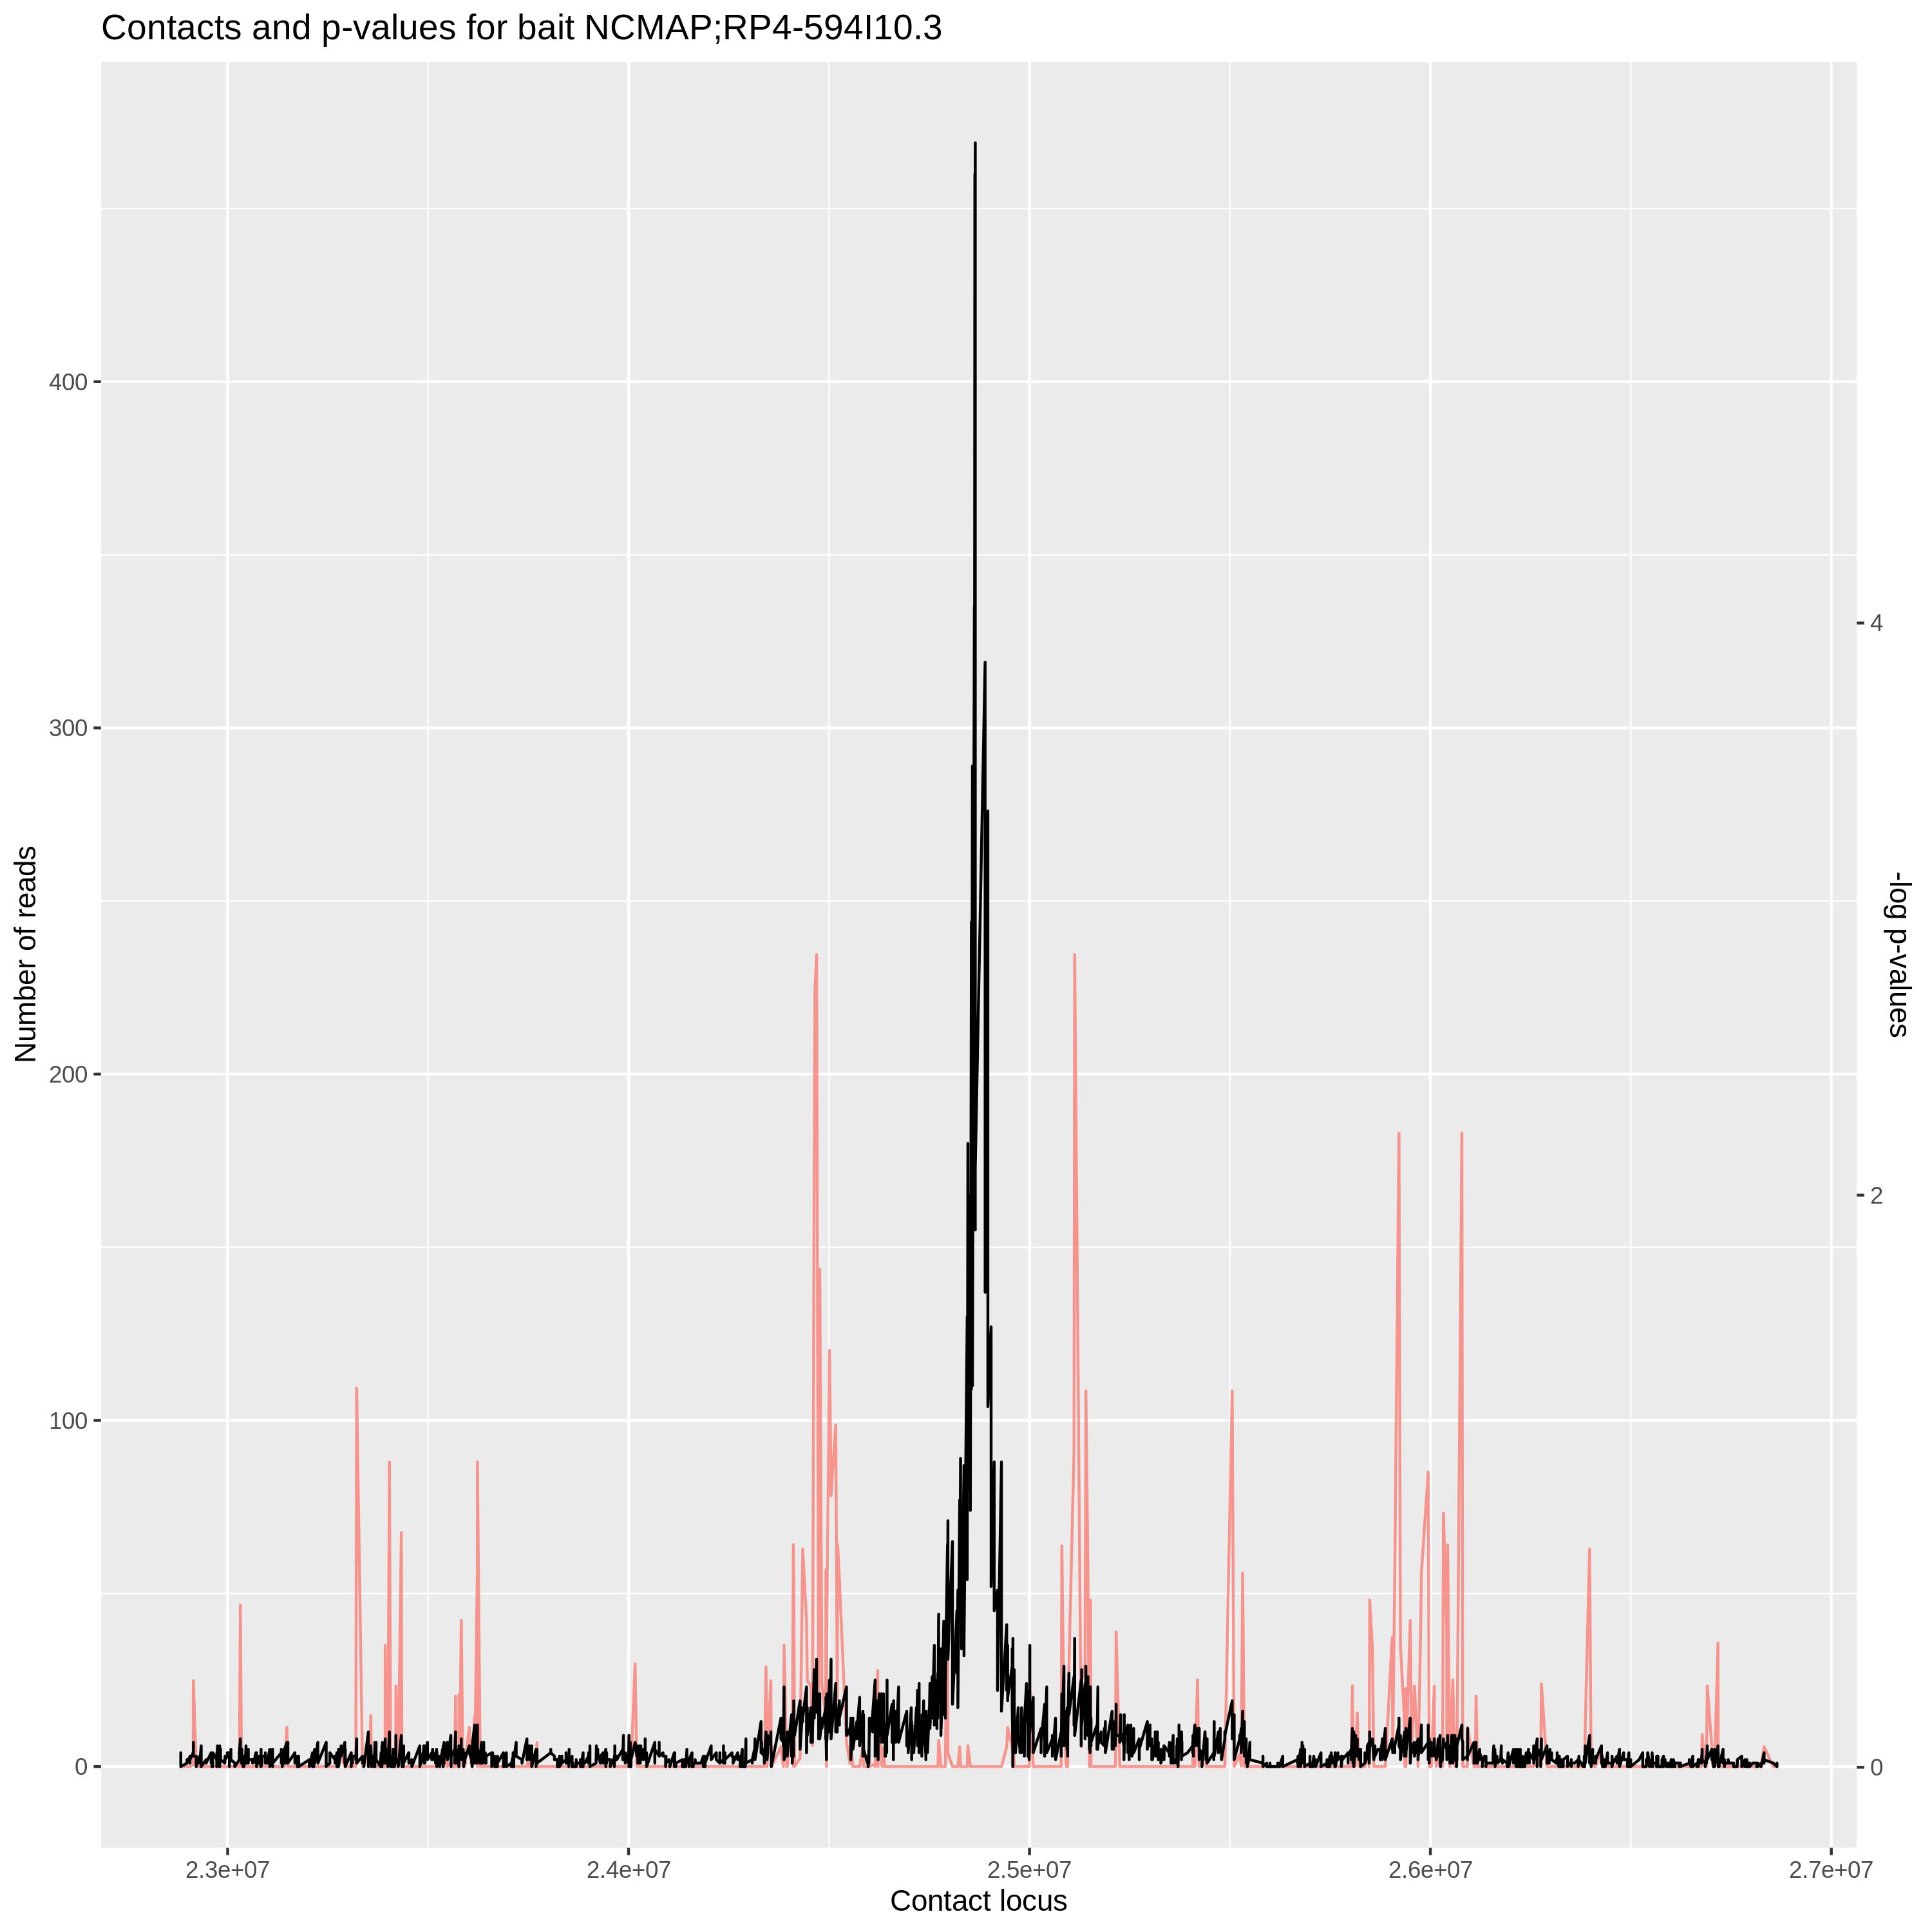 Contacts and p-values for bait NCMAP;RP4-594I10.3
Number of reads
400
300
200
100
0
4
2
0
-log p-values
2.3e+07
2.4e+07
2.5e+07
2.6e+07
2.7e+07
Contact locus